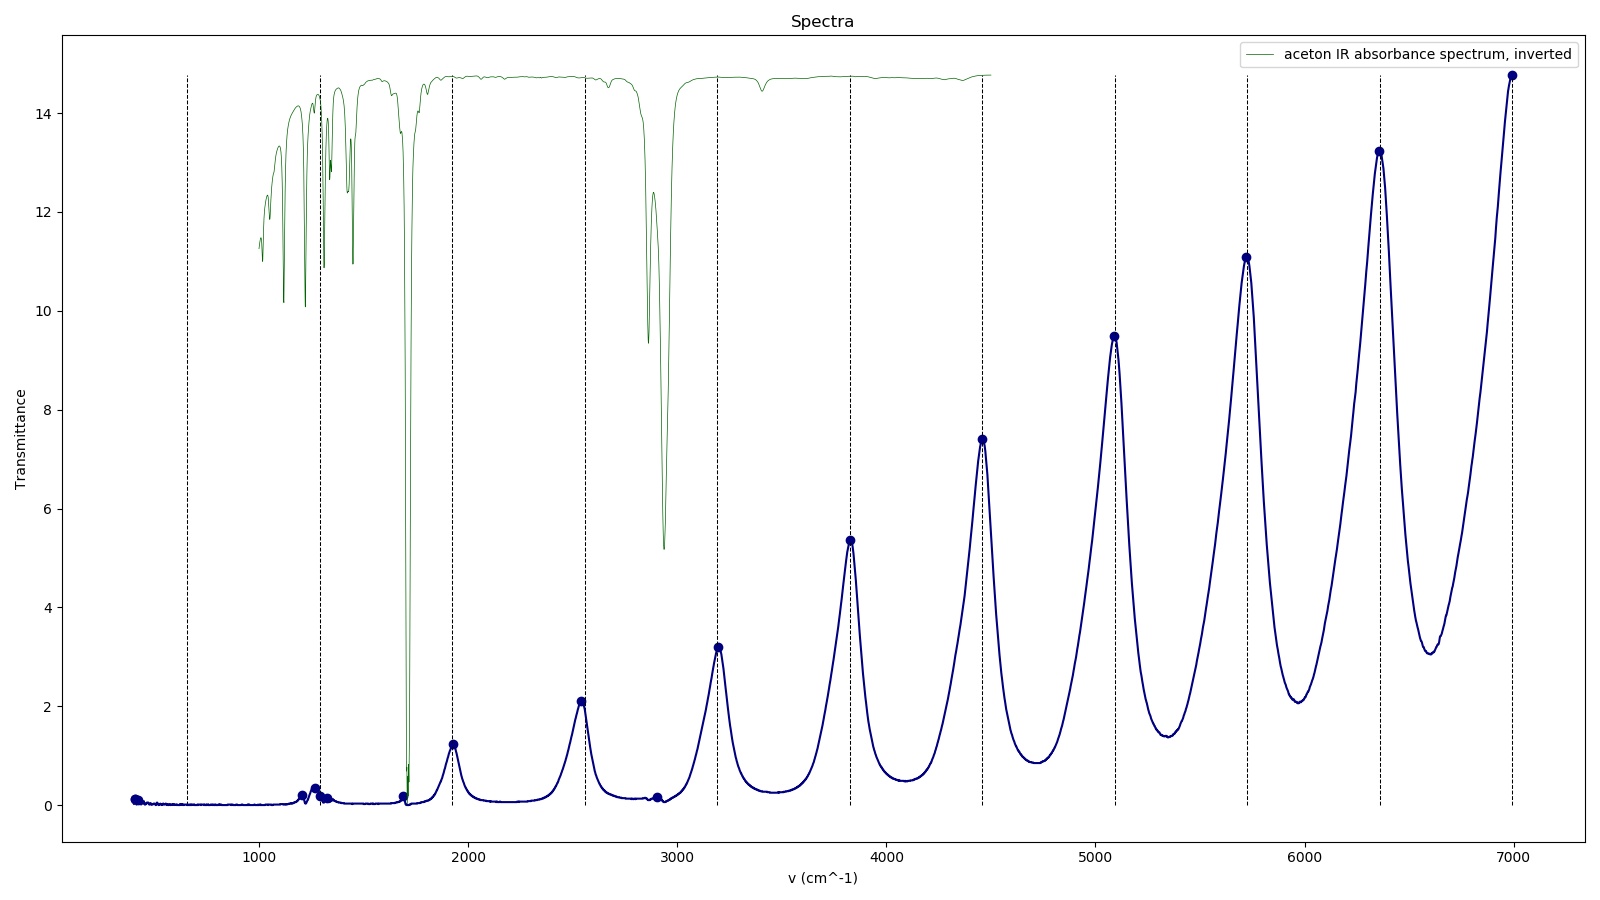 Spectra
aceton IR absorbance spectrum, inverted
Transmittance
14
12
10
8
6
4
2
0
1000 2000 3000 4000 5000 6000 7000
v (cm^-1)